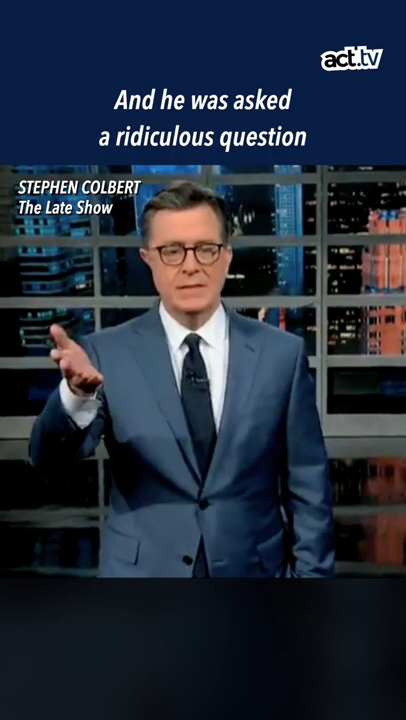 act.tv
And he was asked
a ridiculous question
STEPHEN COLBERT
The Late Show